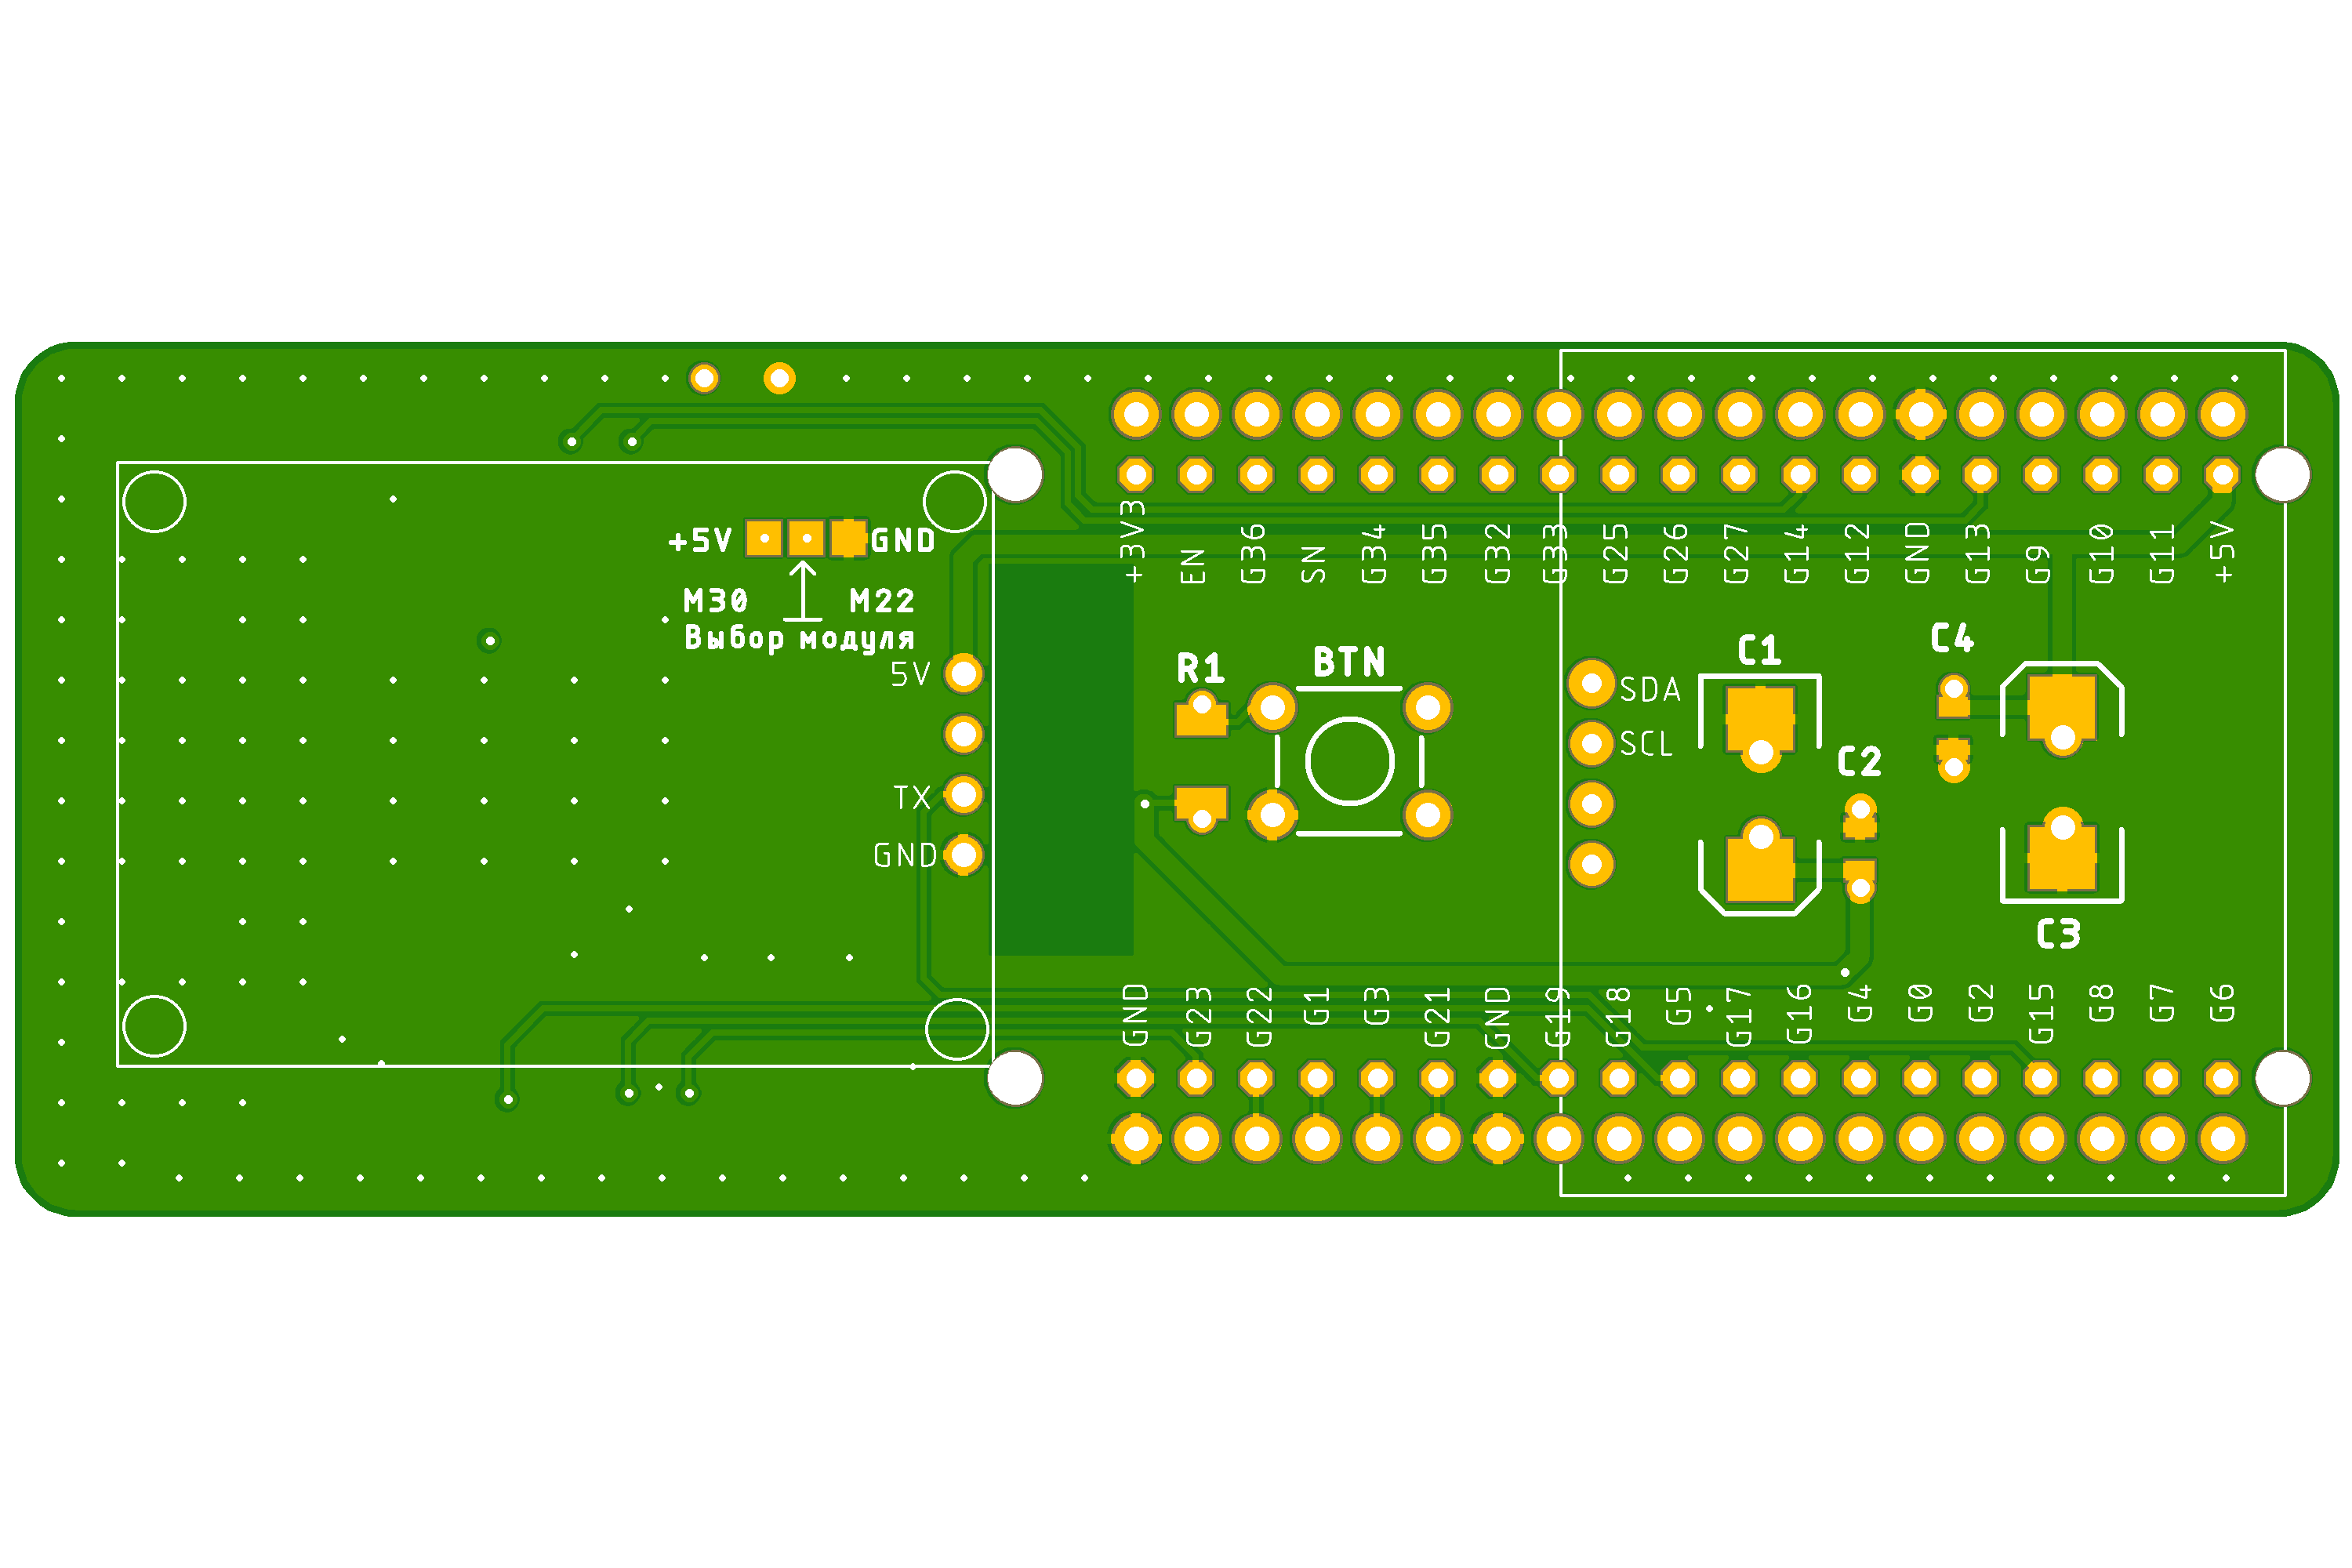 +3V3 EN G36 SN G34 G35 G32 G33 G25 G26 G27 G14 G12 GND G13 G9 G10 G11 +5V
+5V GND
M30 M22
Выбор модуля
5V
TX
GND
R1
BTN
SDA
SCL
C1
C2
C4
C3
GND G23 G22 G1 G3 G21 GND G19 G18 G5 G17 G16 G4 G0 G2 G15 G8 G7 G6